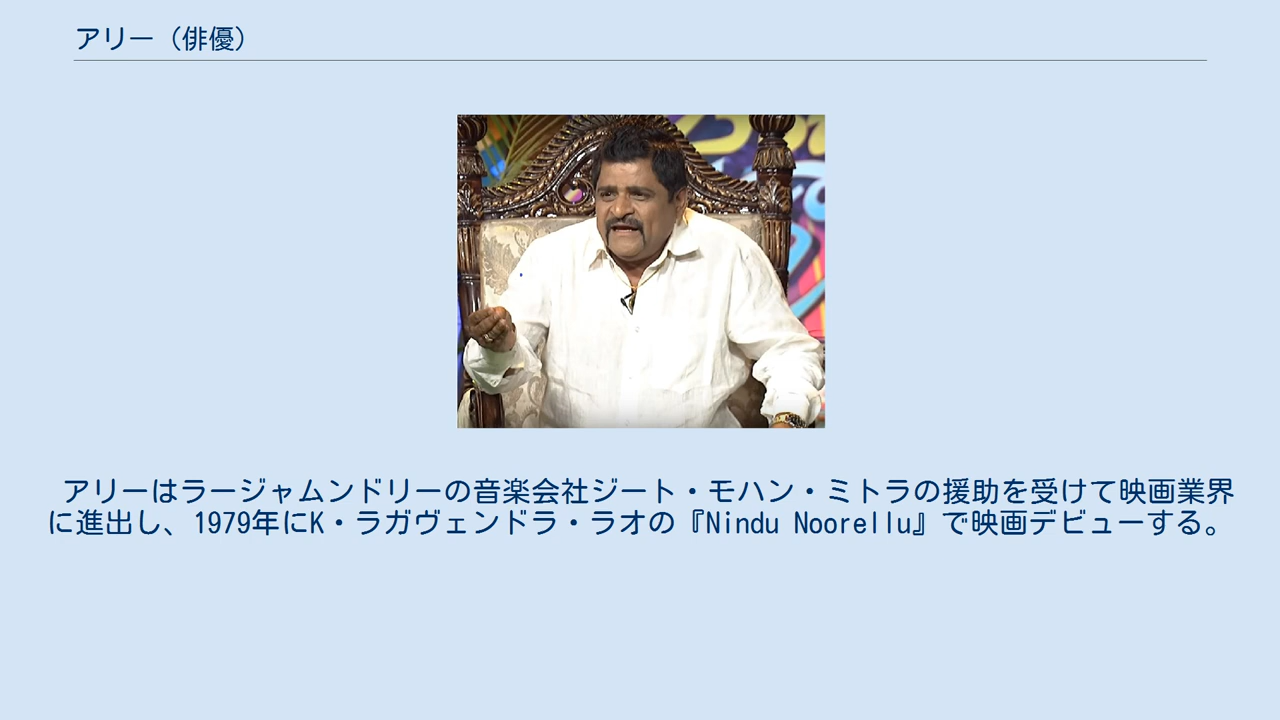 アリー（俳優）
アリーはラージャムンドリーの音楽会社ジート・モハン・ミトラの援助を受けて映画業界
に進出し、1979年にK・ラガヴェンドラ・ラオの『Nindu Noorellu』で映画デビューする。